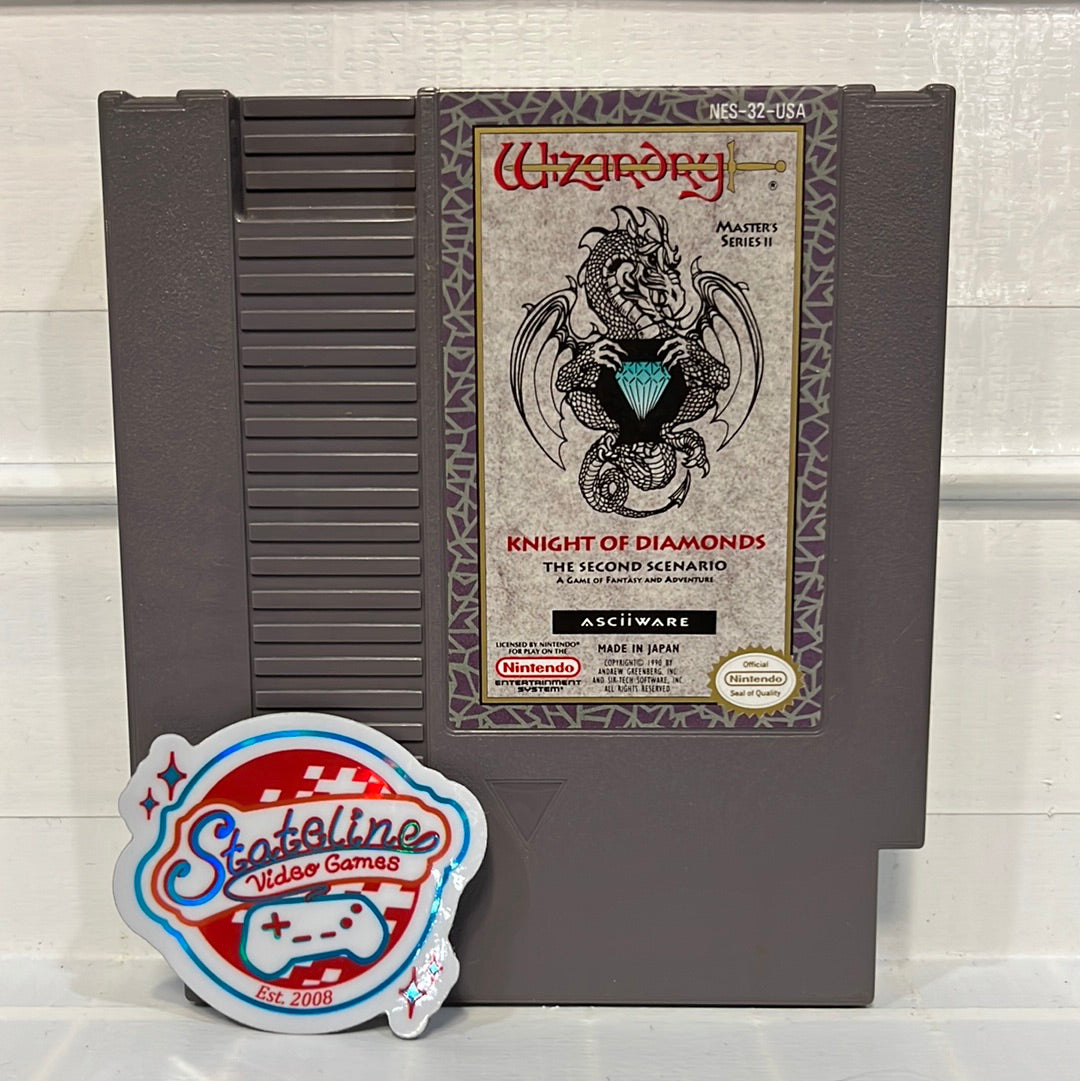 NES-32-USA
Wizardry®
MASTER'S
SERIES II
KNIGHT OF DIAMONDS
THE SECOND SCENARIO
A GAME OF FANTASY AND ADVENTURE
ASCiiWARE
LICENSED BY NINTENDO®
FOR PLAY ON THE
Nintendo
ENTERTAINMENT
SYSTEM®
MADE IN JAPAN
COPYRIGHT© 1990 BY
ANDREW GREENBERG, INC.
AND SIR-TECH SOFTWARE, INC.
ALL RIGHTS RESERVED
Official
Nintendo
Seal of Quality
Stateline
Video Games
Est. 2008